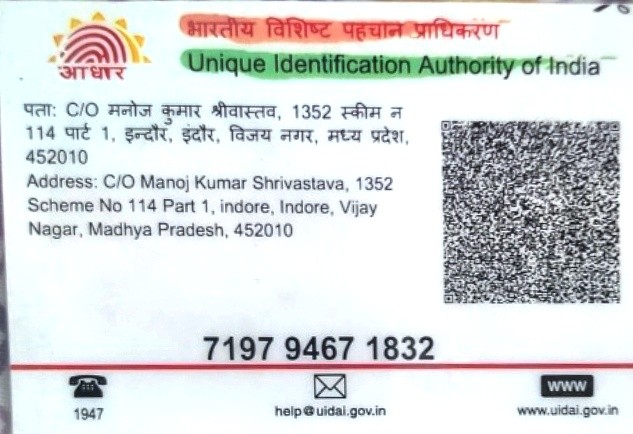 भारतीय विशिष्ट पहचान प्राधिकरण
आधार
Unique Identification Authority of India
पता: C/O मनोज कुमार श्रीवास्तव, 1352 स्कीम न
114 पार्ट 1, इन्दौर, इंदौर, विजय नगर, मध्य प्रदेश,
452010
Address: C/O Manoj Kumar Shrivastava, 1352
Scheme No 114 Part 1, indore, Indore, Vijay
Nagar, Madhya Pradesh, 452010
7197 9467 1832
WWW
1947
help@uidai.gov.in
www.uidai.gov.in